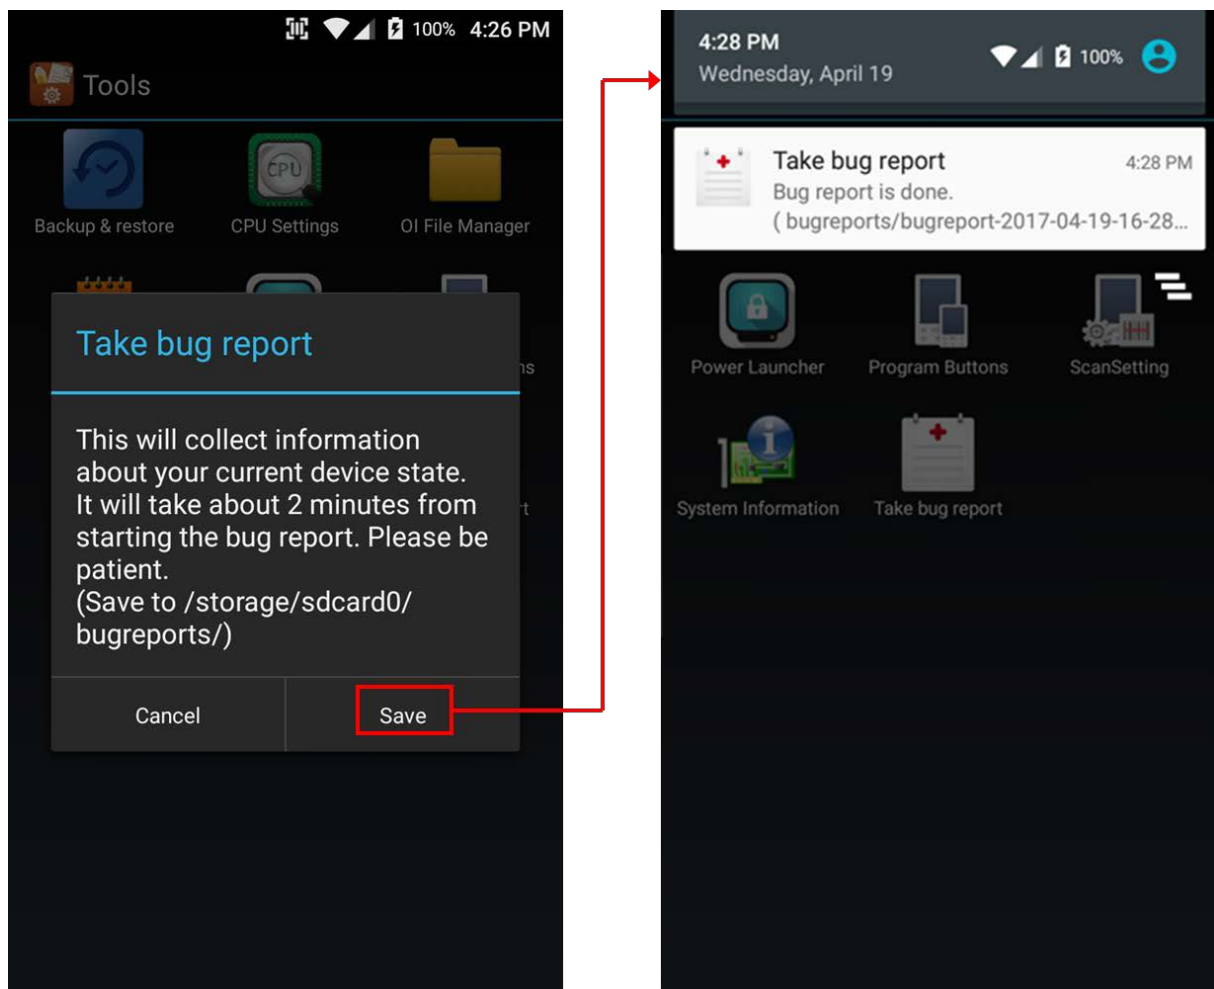 100% 4:26 PM
Tools
CPU
Backup & restore
CPU Settings
OI File Manager
ns
Take bug report
This will collect information
about your current device state.
It will take about 2 minutes from
starting the bug report. Please be
patient.
(Save to /storage/sdcard0/
bugreports/)
rt
Cancel
Save
4:28 PM
Wednesday, April 19
100%
Take bug report
4:28 PM
Bug report is done.
( bugreports/bugreport-2017-04-19-16-28...
Power Launcher
Program Buttons
ScanSetting
System Information
Take bug report